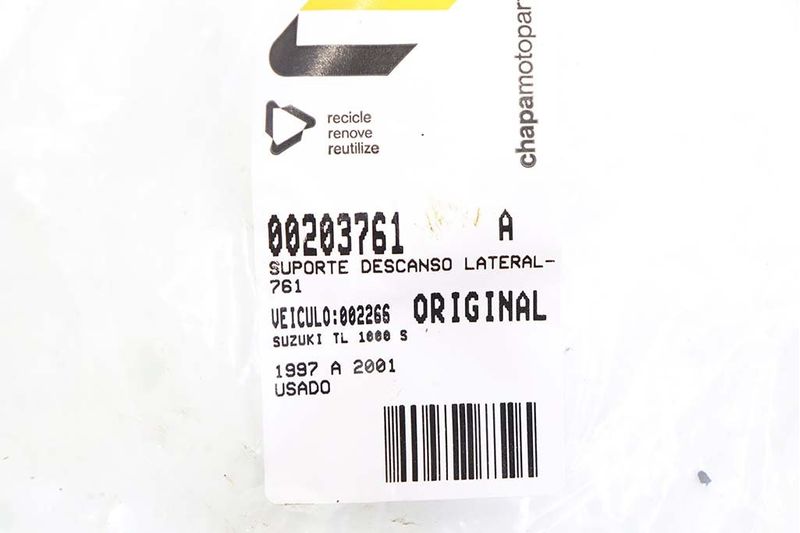 recicle
renove
reutilize
chapamotopar
00203761 A
SUPORTE DESCANSO LATERAL-
761
VEICULO:002266 ORIGINAL
SUZUKI TL 1000 S
1997 A 2001
USADO